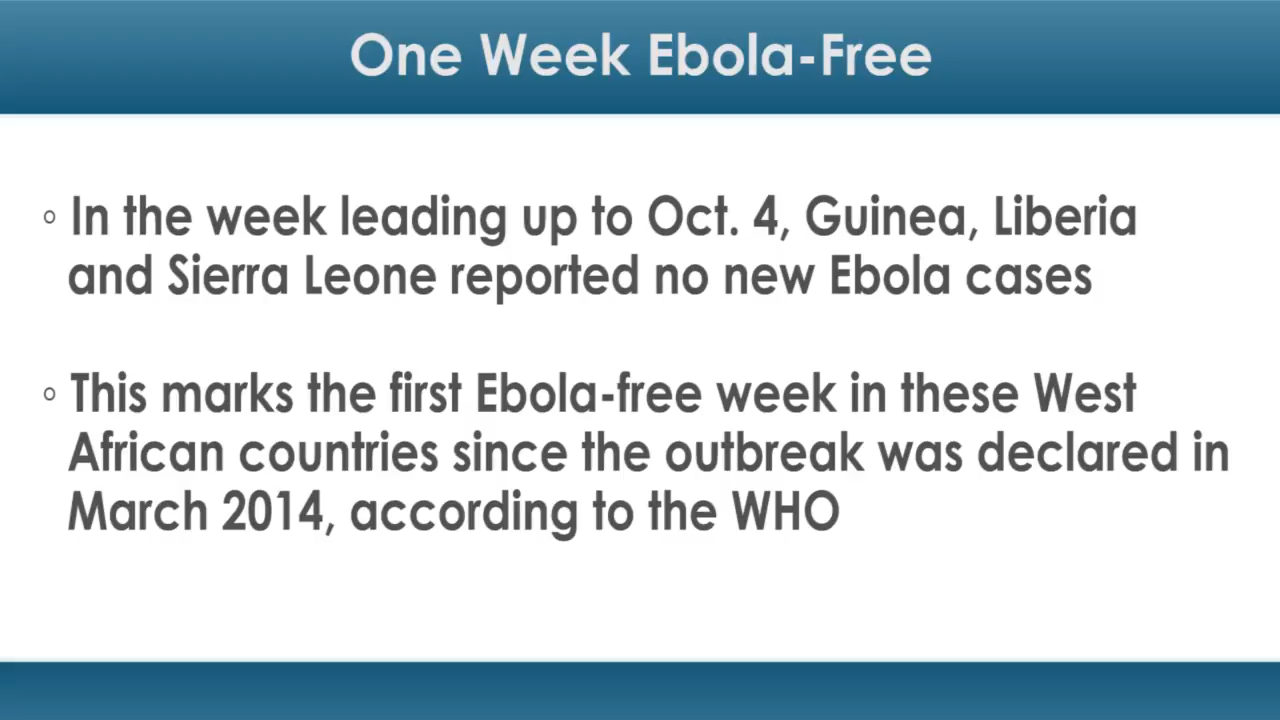 One Week Ebola-Free
◦ In the week leading up to Oct. 4, Guinea, Liberia
and Sierra Leone reported no new Ebola cases
◦ This marks the first Ebola-free week in these West
African countries since the outbreak was declared in
March 2014, according to the WHO